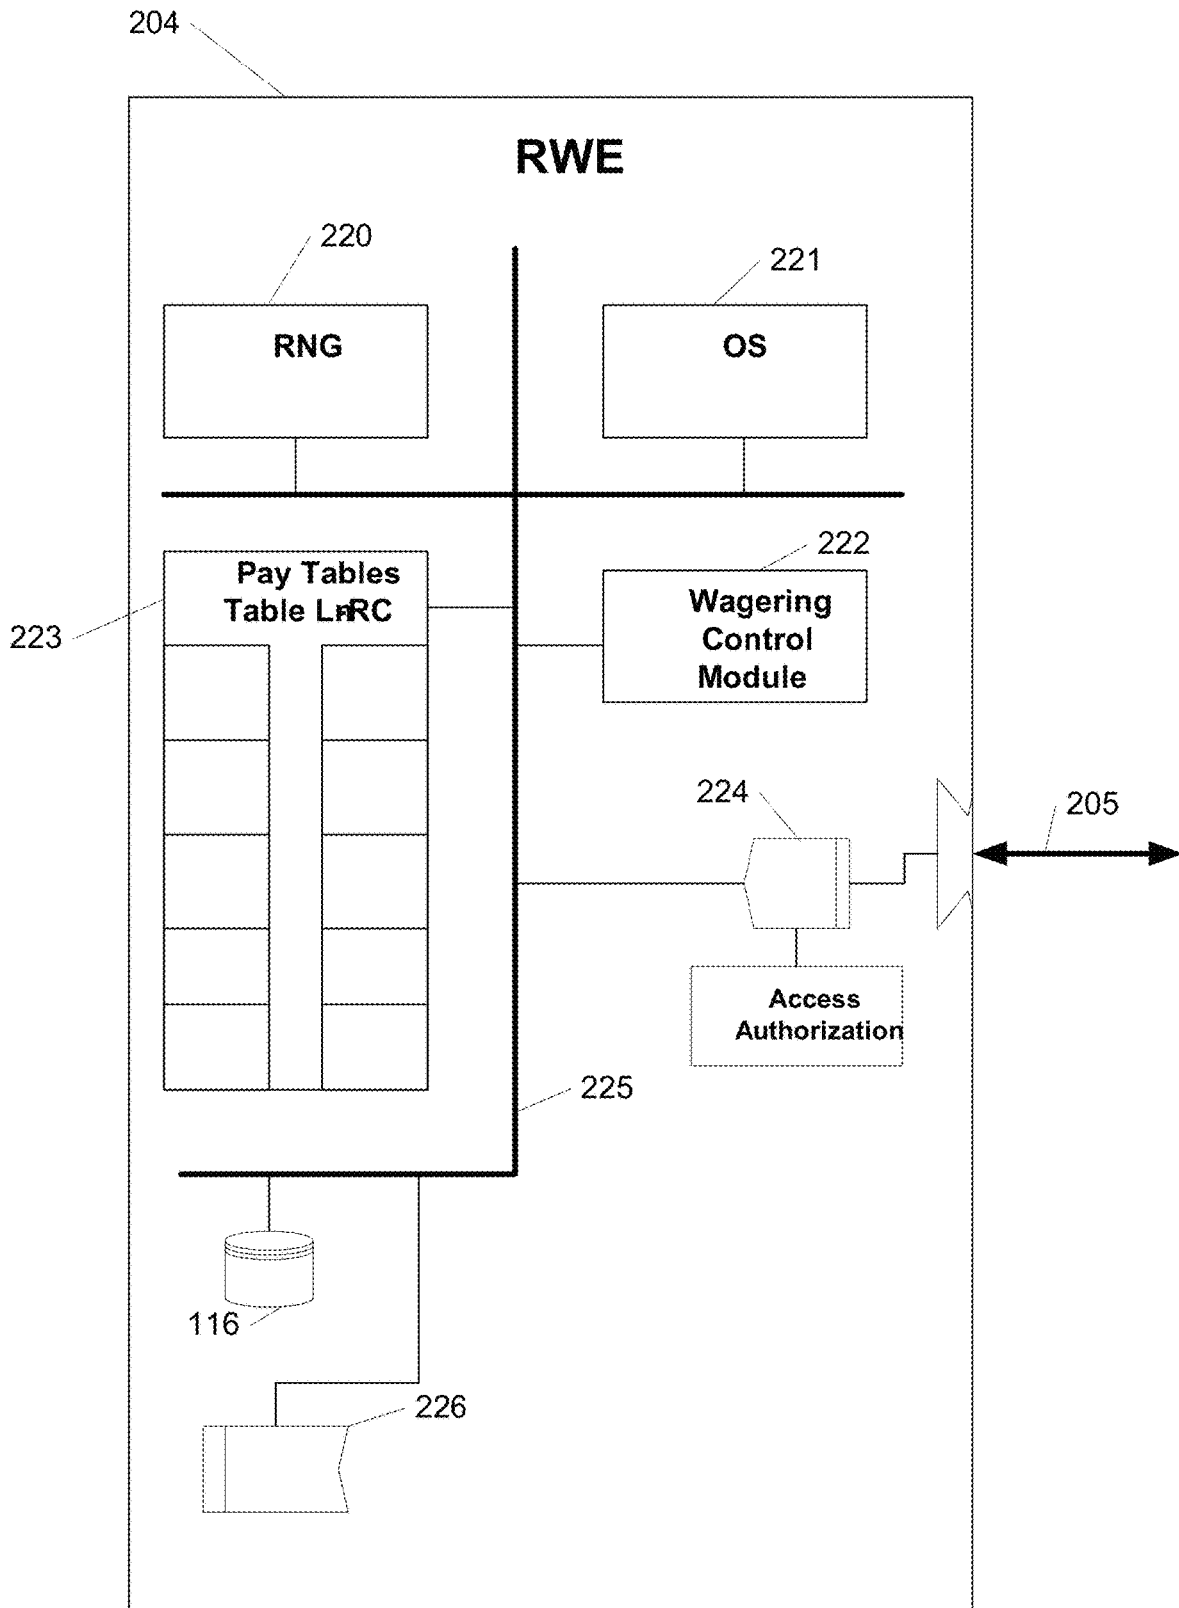 204
RWE
220
221
RNG
OS
222
Pay Tables
Table
223
Wagering
Control
Module
224
205
Access
Authorization
225
116
226